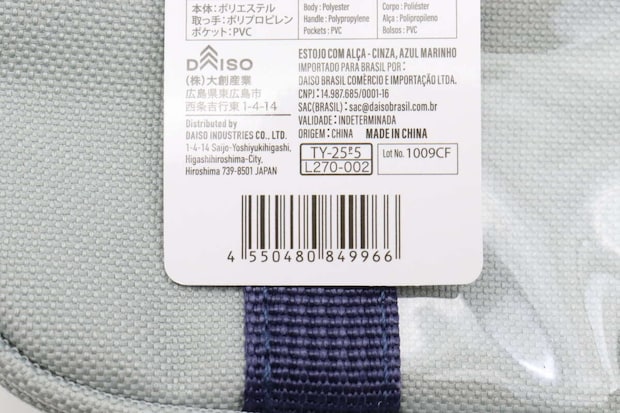 本体:ポリエステル
取っ手:ポリプロピレン
ポケット:PVC
DAISO
(株)大創産業
広島県東広島市
西条吉行東1-4-14
Distributed by
DAISO INDUSTRIES CO., LTD.
1-4-14 Saijo-Yoshiyukihigashi,
Higashihiroshima-City,
Hiroshima 739-8501 JAPAN
Body : Polyester
Handle : Polypropylene
Pockets : PVC
Corpo : Poliéster
Alça : Polipropileno
Bolsos : PVC
ESTOJO COM ALÇA - CINZA, AZUL MARINHO
IMPORTADO PARA BRASIL POR :
DAISO BRASIL COMÉRCIO E IMPORTAÇÃO LTDA.
CNPJ : 14.987.685/0001-16
SAC(BRASIL) : sac@daisobrasil.com.br
VALIDADE : INDETERMINADA
ORIGEM : CHINA MADE IN CHINA
TY-25
L270-002
Lot No. 1009CF
4 550480 849966